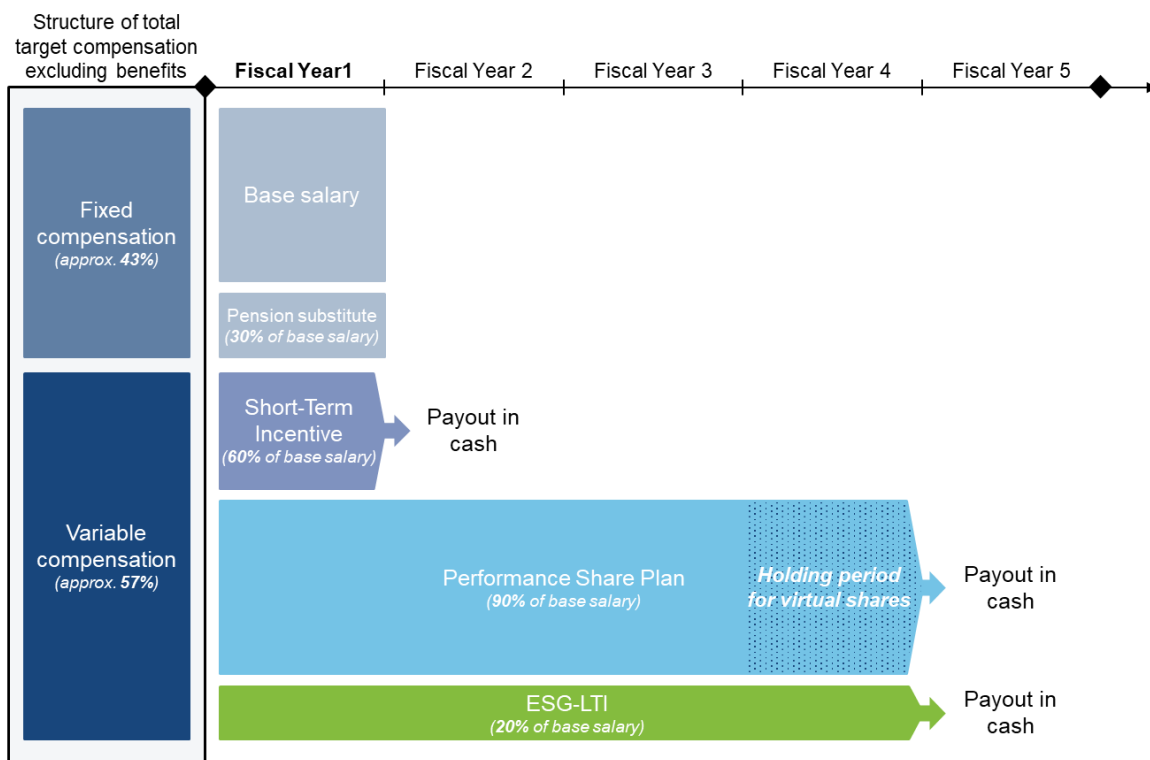 Structure of total
target compensation
excluding benefits
Fiscal Year1
Fiscal Year 2
Fiscal Year 3
Fiscal Year 4
Fiscal Year 5
Fixed
compensation
(approx. 43%)
Base salary
Pension substitute
(30% of base salary)
Variable
compensation
(approx. 57%)
Short-Term
Incentive
(60% of base salary)
Payout in
cash
Performance Share Plan
(90% of base salary)
Holding period
for virtual shares
Payout in
cash
ESG-LTI
(20% of base salary)
Payout in
cash